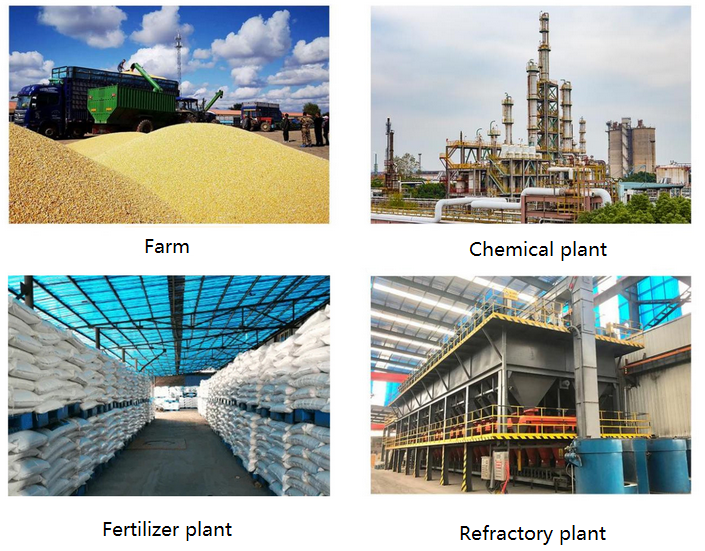 Farm
Chemical plant
Fertilizer plant
Refractory plant